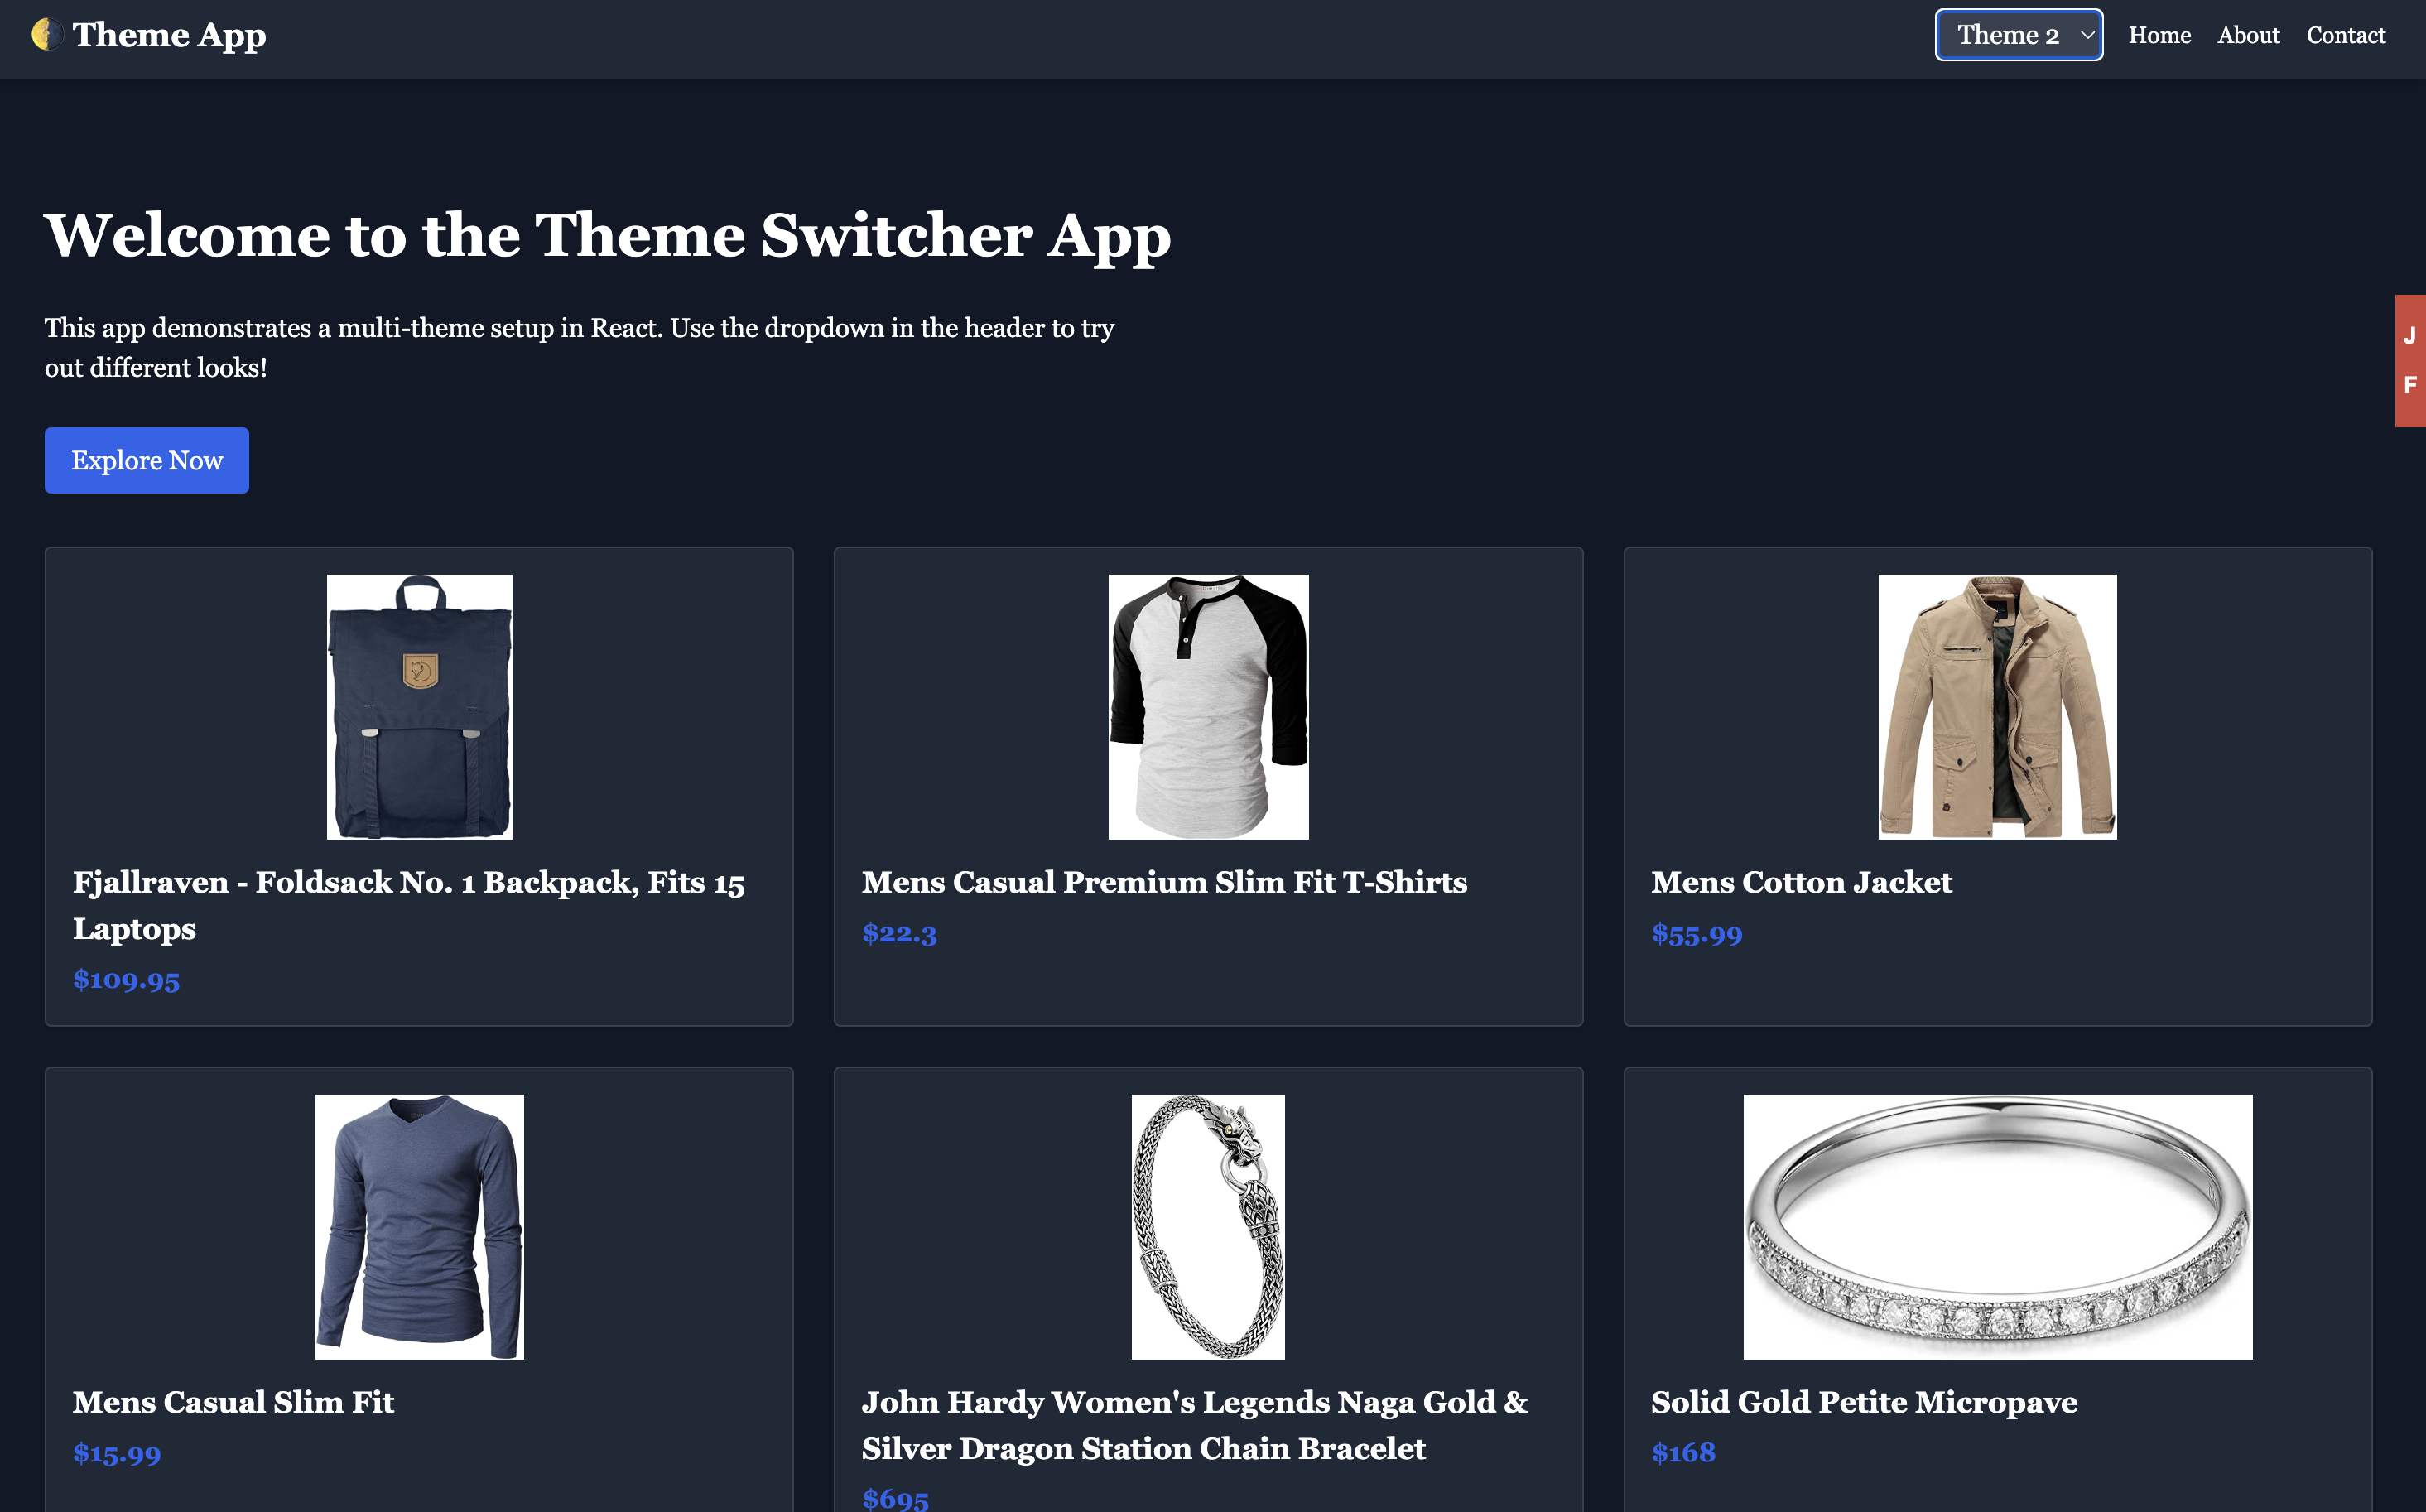 Theme App
Theme 2
Home
About
Contact
Welcome to the Theme Switcher App
This app demonstrates a multi-theme setup in React. Use the dropdown in the header to try
out different looks!
J
F
Explore Now
Fjallraven - Foldsack No. 1 Backpack, Fits 15
Laptops
$109.95
Mens Casual Premium Slim Fit T-Shirts
$22.3
Mens Cotton Jacket
$55.99
Mens Casual Slim Fit
$15.99
John Hardy Women's Legends Naga Gold &
Silver Dragon Station Chain Bracelet
$695
Solid Gold Petite Micropave
$168